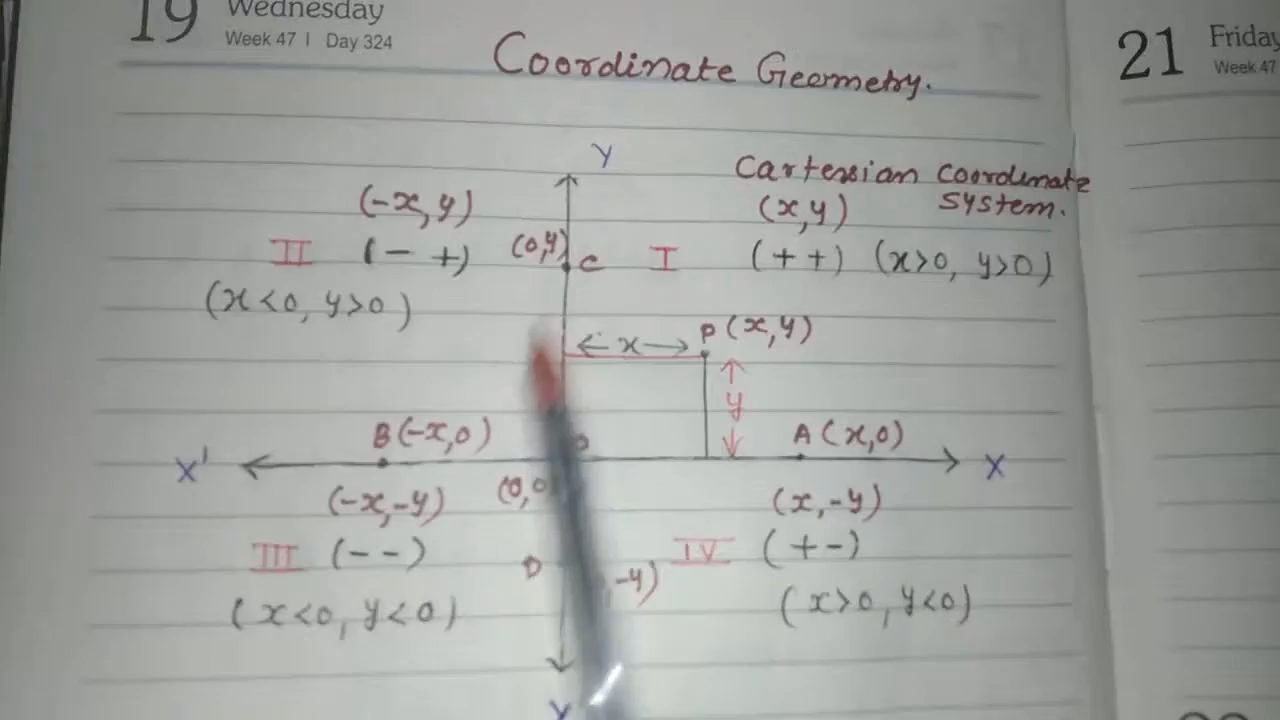 19 Wednesday
Week 47 | Day 324
21 Friday
Week 47
Coordinate Geometry.
Y
Cartersian coordinate
system.
(-x, y)
(x, y)
II (- +)
(0, y)
C
I
(+ +) (x>0, y>0)
(x<0, y>0)
← x →
P (x, y)
y
B (-x, 0)
A (x, 0)
X'
X
(0, 0
(-x, -y)
(x, -y)
III (- -)
D
-y)
IV (+ -)
(x<0, y<0)
(x>0, y<0)